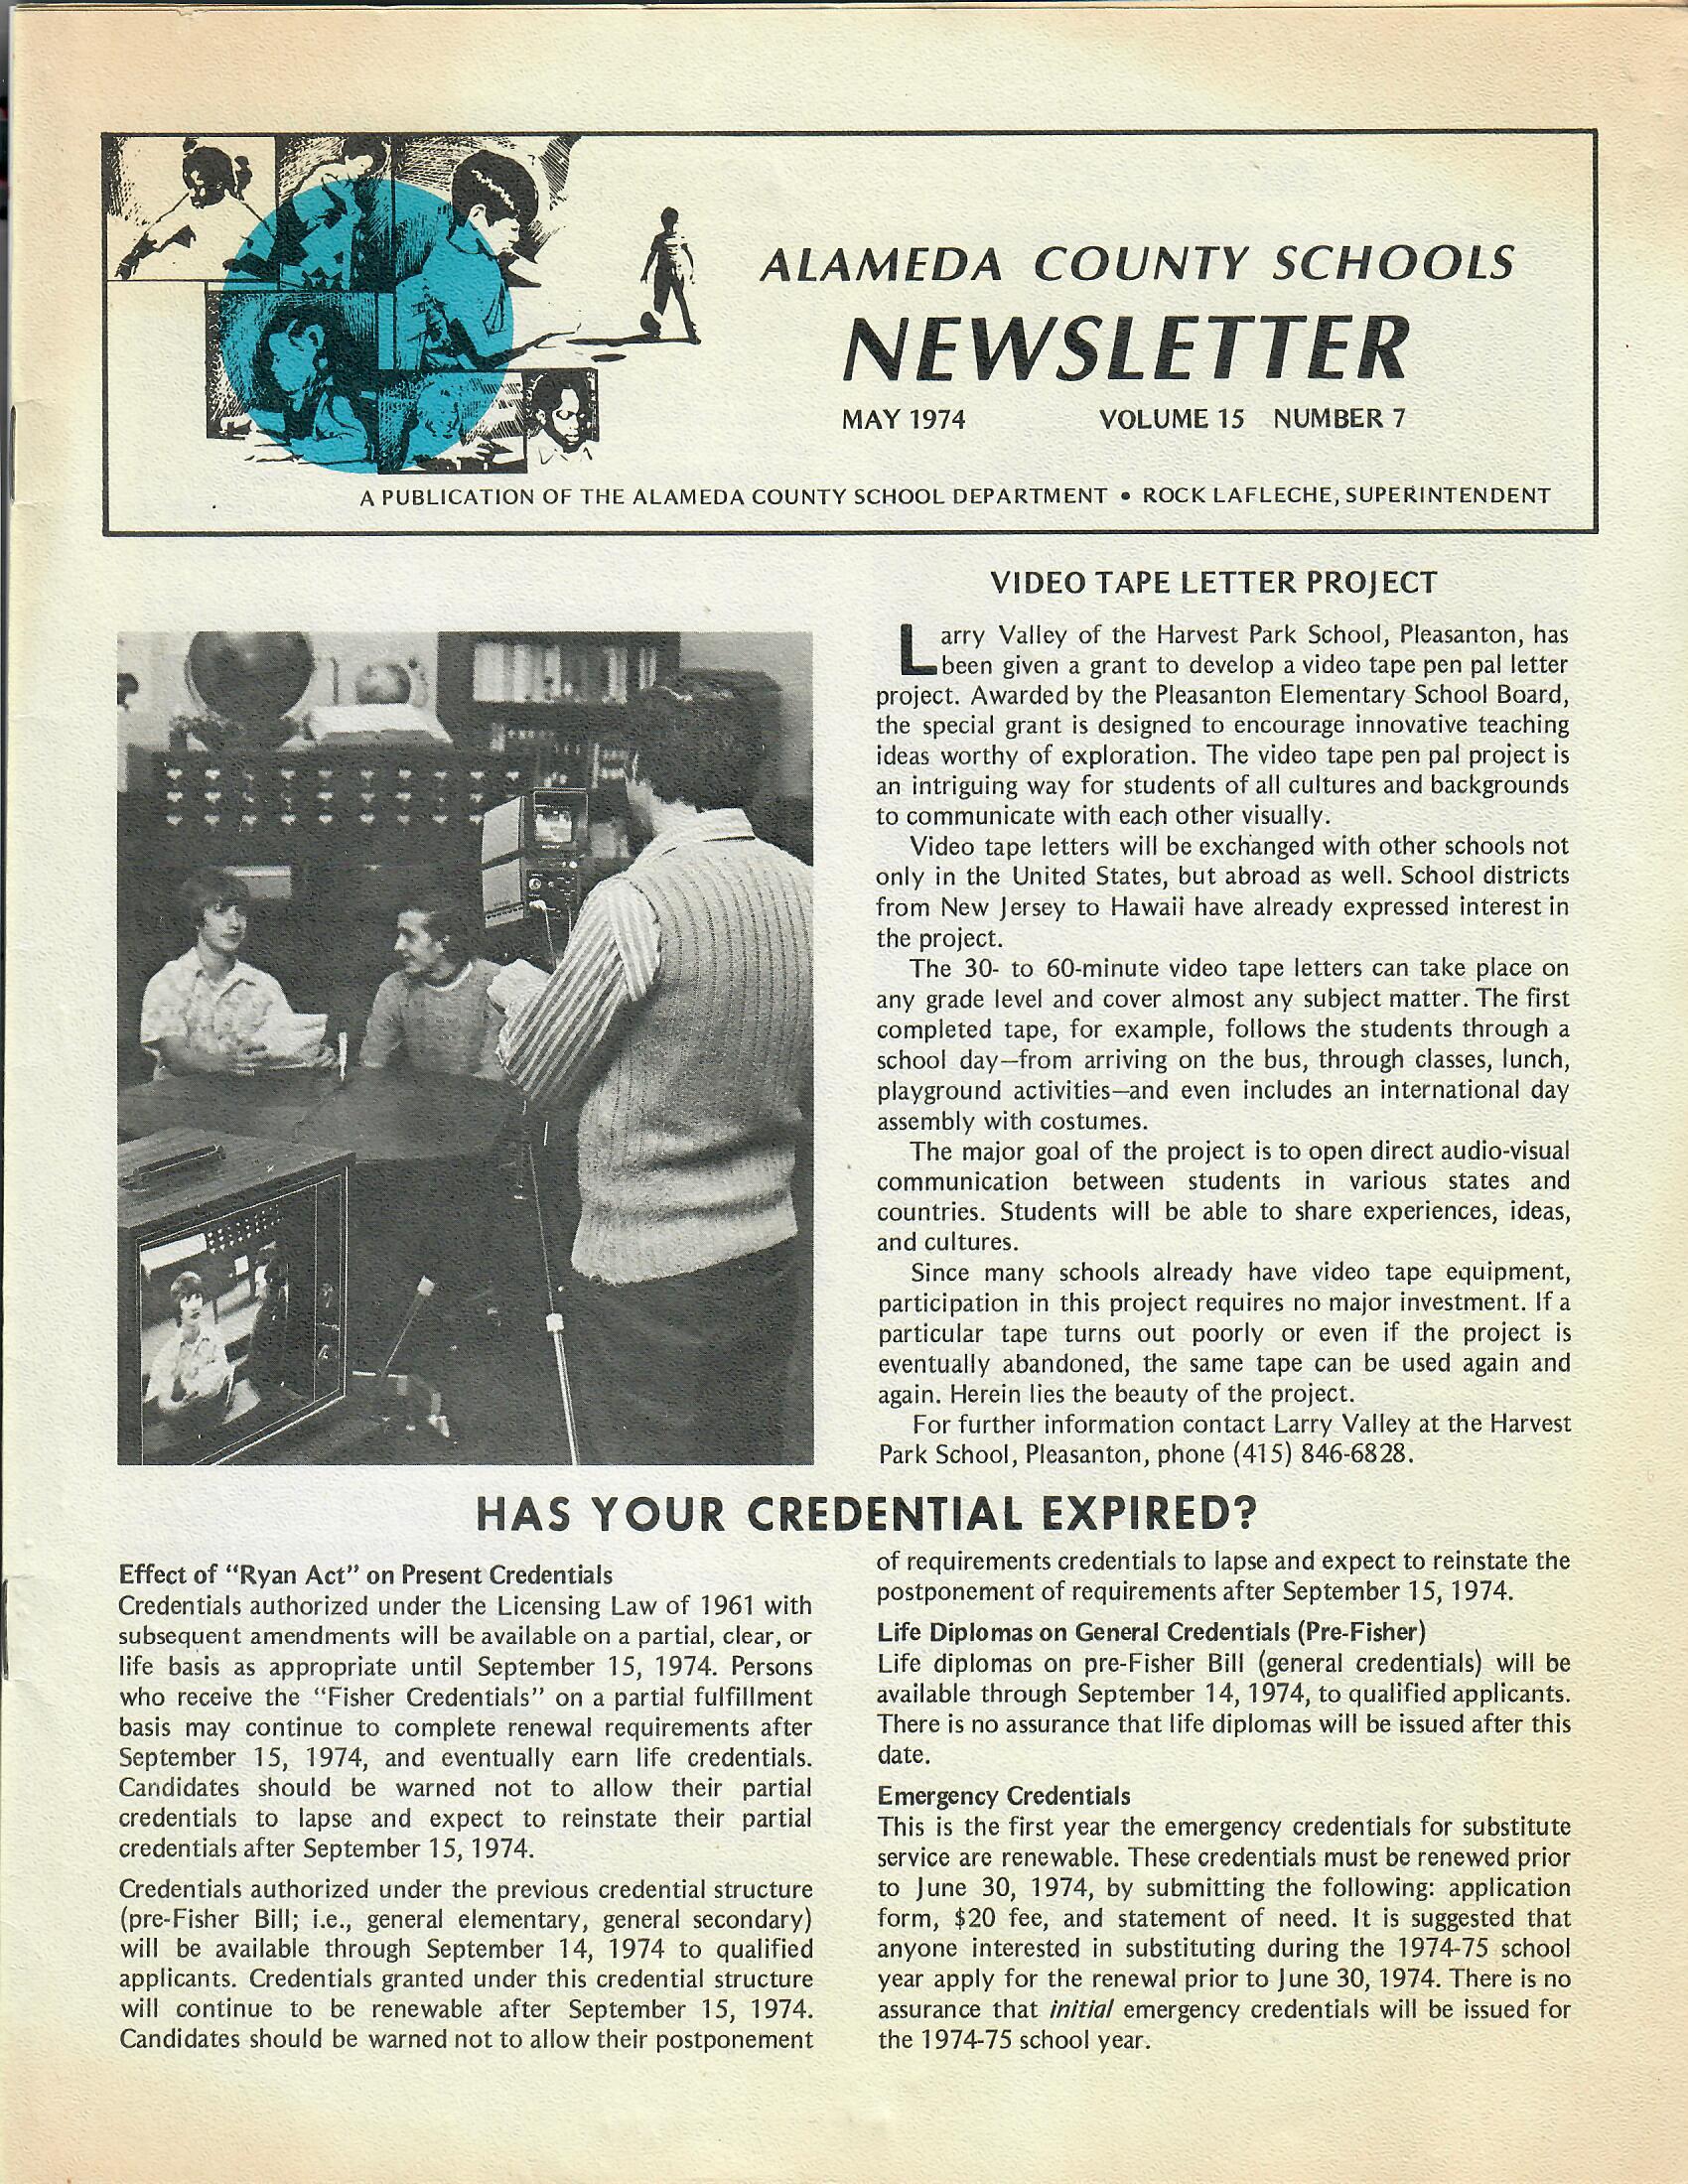 ALAMEDA COUNTY SCHOOLS
NEWSLETTER
MAY 1974 VOLUME 15 NUMBER 7
A PUBLICATION OF THE ALAMEDA COUNTY SCHOOL DEPARTMENT • ROCK LAFLECHE, SUPERINTENDENT
VIDEO TAPE LETTER PROJECT
Larry Valley of the Harvest Park School, Pleasanton, has
been given a grant to develop a video tape pen pal letter
project. Awarded by the Pleasanton Elementary School Board,
the special grant is designed to encourage innovative teaching
ideas worthy of exploration. The video tape pen pal project is
an intriguing way for students of all cultures and backgrounds
to communicate with each other visually.
Video tape letters will be exchanged with other schools not
only in the United States, but abroad as well. School districts
from New Jersey to Hawaii have already expressed interest in
the project.
The 30- to 60-minute video tape letters can take place on
any grade level and cover almost any subject matter. The first
completed tape, for example, follows the students through a
school day—from arriving on the bus, through classes, lunch,
playground activities—and even includes an international day
assembly with costumes.
The major goal of the project is to open direct audio-visual
communication between students in various states and
countries. Students will be able to share experiences, ideas,
and cultures.
Since many schools already have video tape equipment,
participation in this project requires no major investment. If a
particular tape turns out poorly or even if the project is
eventually abandoned, the same tape can be used again and
again. Herein lies the beauty of the project.
For further information contact Larry Valley at the Harvest
Park School, Pleasanton, phone (415) 846-6828.
HAS YOUR CREDENTIAL EXPIRED?
Effect of “Ryan Act” on Present Credentials
Credentials authorized under the Licensing Law of 1961 with
subsequent amendments will be available on a partial, clear, or
life basis as appropriate until September 15, 1974. Persons
who receive the “Fisher Credentials” on a partial fulfillment
basis may continue to complete renewal requirements after
September 15, 1974, and eventually earn life credentials.
Candidates should be warned not to allow their partial
credentials to lapse and expect to reinstate their partial
credentials after September 15, 1974.
Credentials authorized under the previous credential structure
(pre-Fisher Bill; i.e., general elementary, general secondary)
will be available through September 14, 1974 to qualified
applicants. Credentials granted under this credential structure
will continue to be renewable after September 15, 1974.
Candidates should be warned not to allow their postponement
of requirements credentials to lapse and expect to reinstate the
postponement of requirements after September 15, 1974.
Life Diplomas on General Credentials (Pre-Fisher)
Life diplomas on pre-Fisher Bill (general credentials) will be
available through September 14, 1974, to qualified applicants.
There is no assurance that life diplomas will be issued after this
date.
Emergency Credentials
This is the first year the emergency credentials for substitute
service are renewable. These credentials must be renewed prior
to June 30, 1974, by submitting the following: application
form, $20 fee, and statement of need. It is suggested that
anyone interested in substituting during the 1974-75 school
year apply for the renewal prior to June 30, 1974. There is no
assurance that initial emergency credentials will be issued for
the 1974-75 school year.